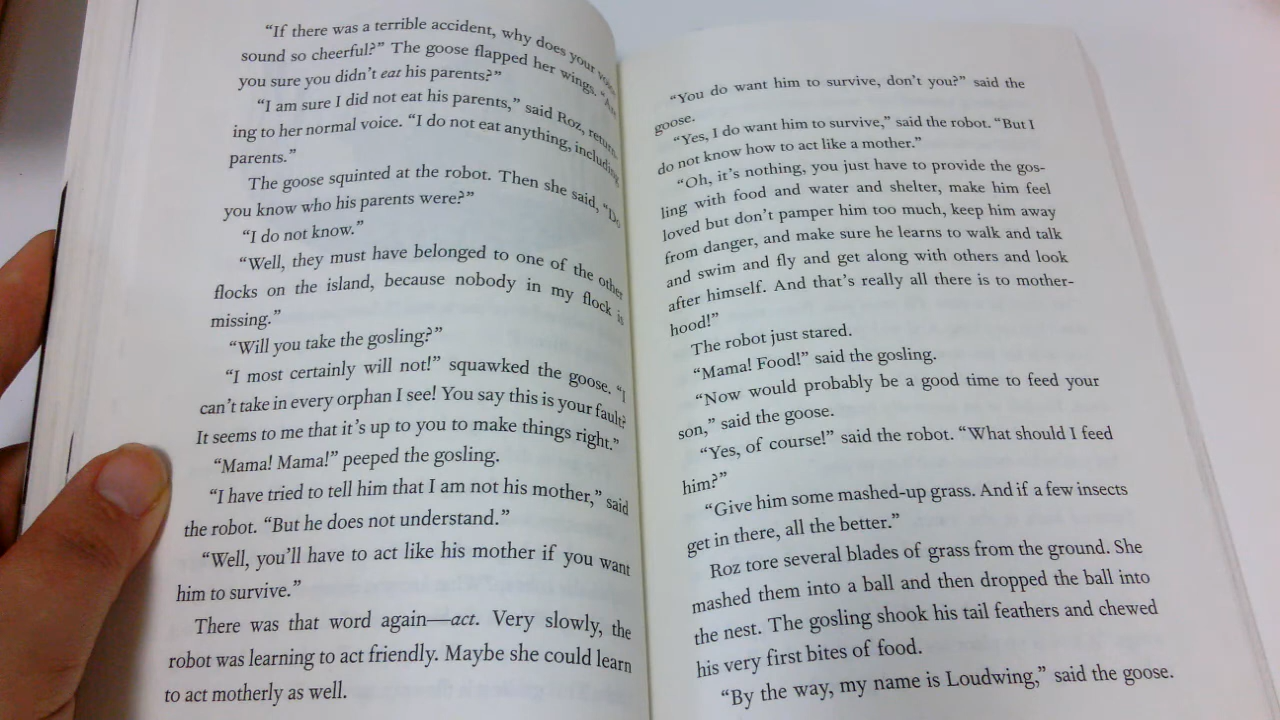 “If there was a terrible accident, why does your
sound so cheerful?” The goose flapped her wings.
you sure you didn’t eat his parents?”
“I am sure I did not eat his parents,” said Roz, return-
ing to her normal voice. “I do not eat anything, including
parents.”
The goose squinted at the robot. Then she said, “Do
you know who his parents were?”
“I do not know.”
“Well, they must have belonged to one of the other
flocks on the island, because nobody in my flock is
missing.”
“Will you take the gosling?”
“I most certainly will not!” squawked the goose. “I
can’t take in every orphan I see! You say this is your fault?
It seems to me that it’s up to you to make things right.”
“Mama! Mama!” peeped the gosling.
“I have tried to tell him that I am not his mother,” said
the robot. “But he does not understand.”
“Well, you’ll have to act like his mother if you want
him to survive.”
There was that word again—act. Very slowly, the
robot was learning to act friendly. Maybe she could learn
to act motherly as well.
“You do want him to survive, don’t you?” said the
goose.
“Yes, I do want him to survive,” said the robot. “But I
do not know how to act like a mother.”
“Oh, it’s nothing, you just have to provide the gos-
ling with food and water and shelter, make him feel
loved but don’t pamper him too much, keep him away
from danger, and make sure he learns to walk and talk
and swim and fly and get along with others and look
after himself. And that’s really all there is to mother-
hood!”
The robot just stared.
“Mama! Food!” said the gosling.
“Now would probably be a good time to feed your
son,” said the goose.
“Yes, of course!” said the robot. “What should I feed
him?”
“Give him some mashed-up grass. And if a few insects
get in there, all the better.”
Roz tore several blades of grass from the ground. She
mashed them into a ball and then dropped the ball into
the nest. The gosling shook his tail feathers and chewed
his very first bites of food.
“By the way, my name is Loudwing,” said the goose.